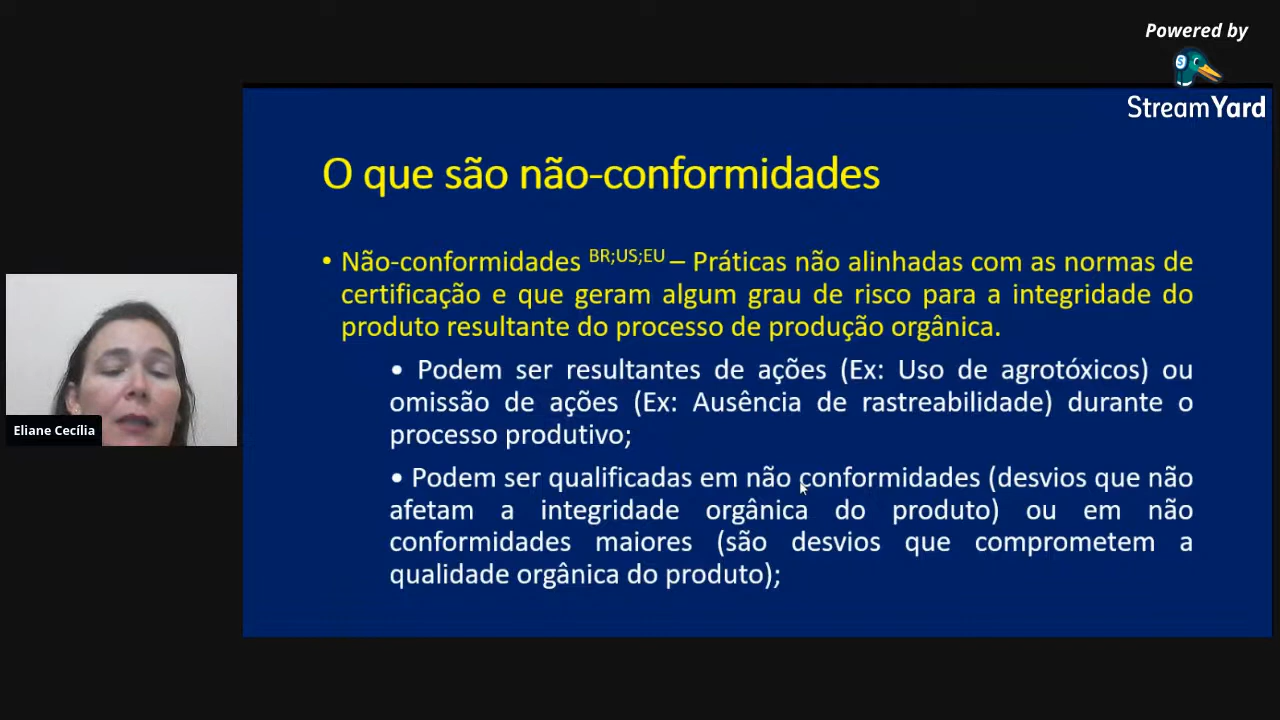 Powered by
StreamYard
O que são não-conformidades
• Não-conformidades BR;US;EU – Práticas não alinhadas com as normas de
certificação e que geram algum grau de risco para a integridade do
produto resultante do processo de produção orgânica.
• Podem ser resultantes de ações (Ex: Uso de agrotóxicos) ou
omissão de ações (Ex: Ausência de rastreabilidade) durante o
processo produtivo;
• Podem ser qualificadas em não conformidades (desvios que não
afetam a integridade orgânica do produto) ou em não
conformidades maiores (são desvios que comprometem a
qualidade orgânica do produto);
Eliane Cecília